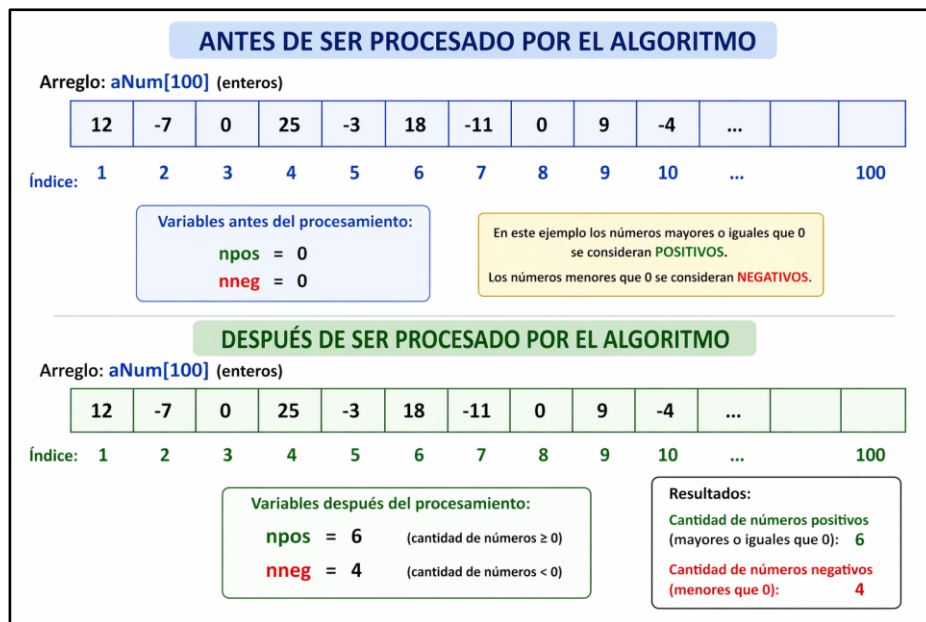 ANTES DE SER PROCESADO POR EL ALGORITMO
Arreglo: aNum[100] (enteros)
12 -7 0 25 -3 18 -11 0 9 -4 ...
Índice: 1 2 3 4 5 6 7 8 9 10 ... 100
Variables antes del procesamiento:
npos = 0
nneg = 0
En este ejemplo los números mayores o iguales que 0
se consideran POSITIVOS.
Los números menores que 0 se consideran NEGATIVOS.
DESPUÉS DE SER PROCESADO POR EL ALGORITMO
Arreglo: aNum[100] (enteros)
12 -7 0 25 -3 18 -11 0 9 -4 ...
Índice: 1 2 3 4 5 6 7 8 9 10 ... 100
Variables después del procesamiento:
npos = 6 (cantidad de números ≥ 0)
nneg = 4 (cantidad de números < 0)
Resultados:
Cantidad de números positivos
(mayores o iguales que 0): 6
Cantidad de números negativos
(menores que 0): 4